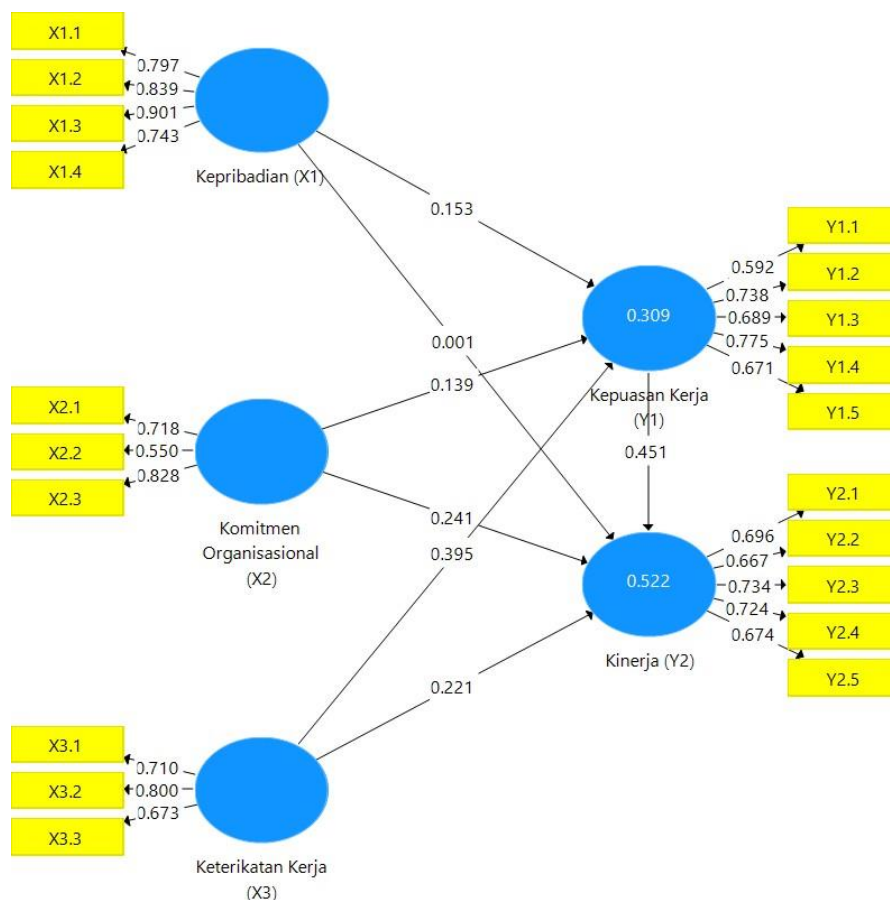 X1.1
0.797
X1.2
0.839
X1.3
0.901
0.743
X1.4
Kepribadian (X1)
0.153
Y1.1
0.592
Y1.2
0.738
0.309
0.689
Y1.3
0.001
0.775
Y1.4
0.671
0.139
Kepuasan Kerja
(Y1)
Y1.5
X2.1
0.718
X2.2
0.550
0.828
X2.3
0.451
Y2.1
0.241
0.696
Y2.2
Komitmen
Organisasional
(X2)
0.395
0.667
0.522
0.734
Y2.3
0.724
Y2.4
0.674
Kinerja (Y2)
Y2.5
0.221
X3.1
0.710
X3.2
0.800
0.673
X3.3
Keterikatan Kerja
(X3)